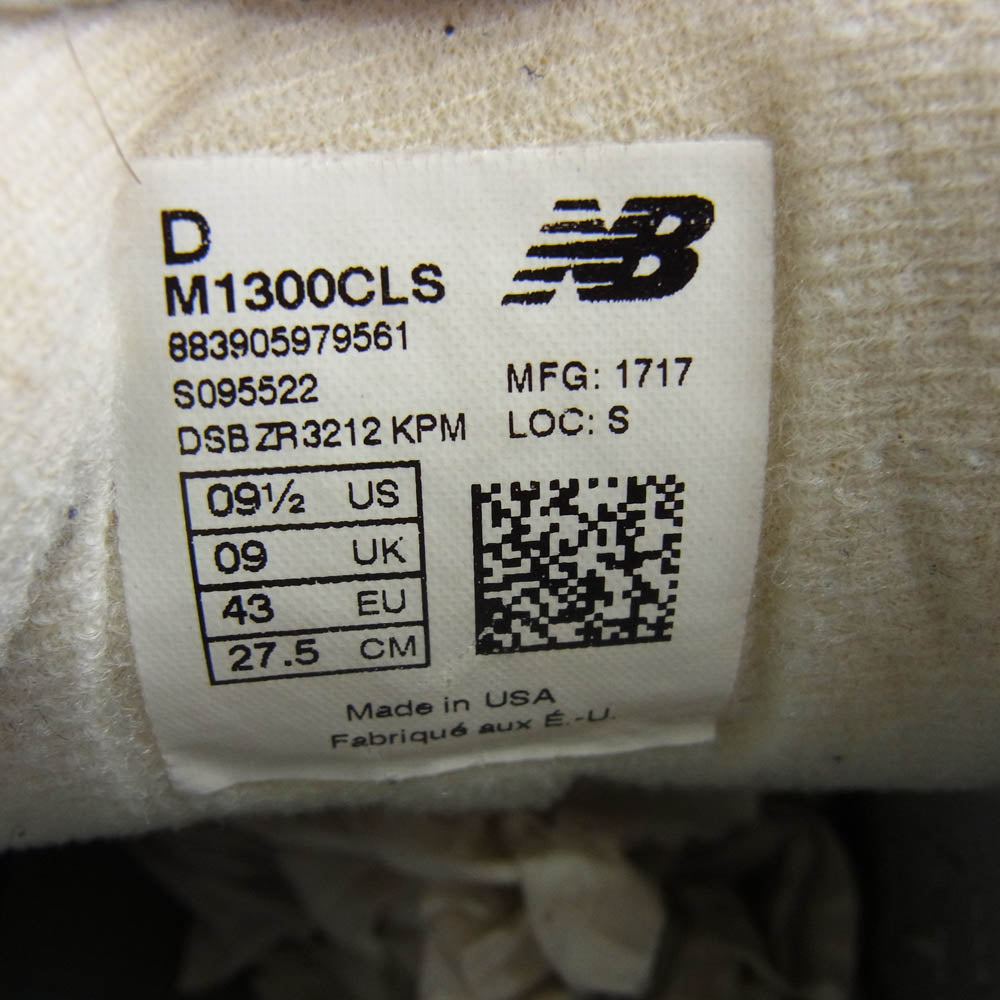 D
NB
M1300CLS
883905979561
S095522
MFG: 1717
DSB ZR3212 KPM
LOC: S
09½ US
09 UK
43 EU
27.5 CM
Made in USA
Fabriqué aux É.-U.